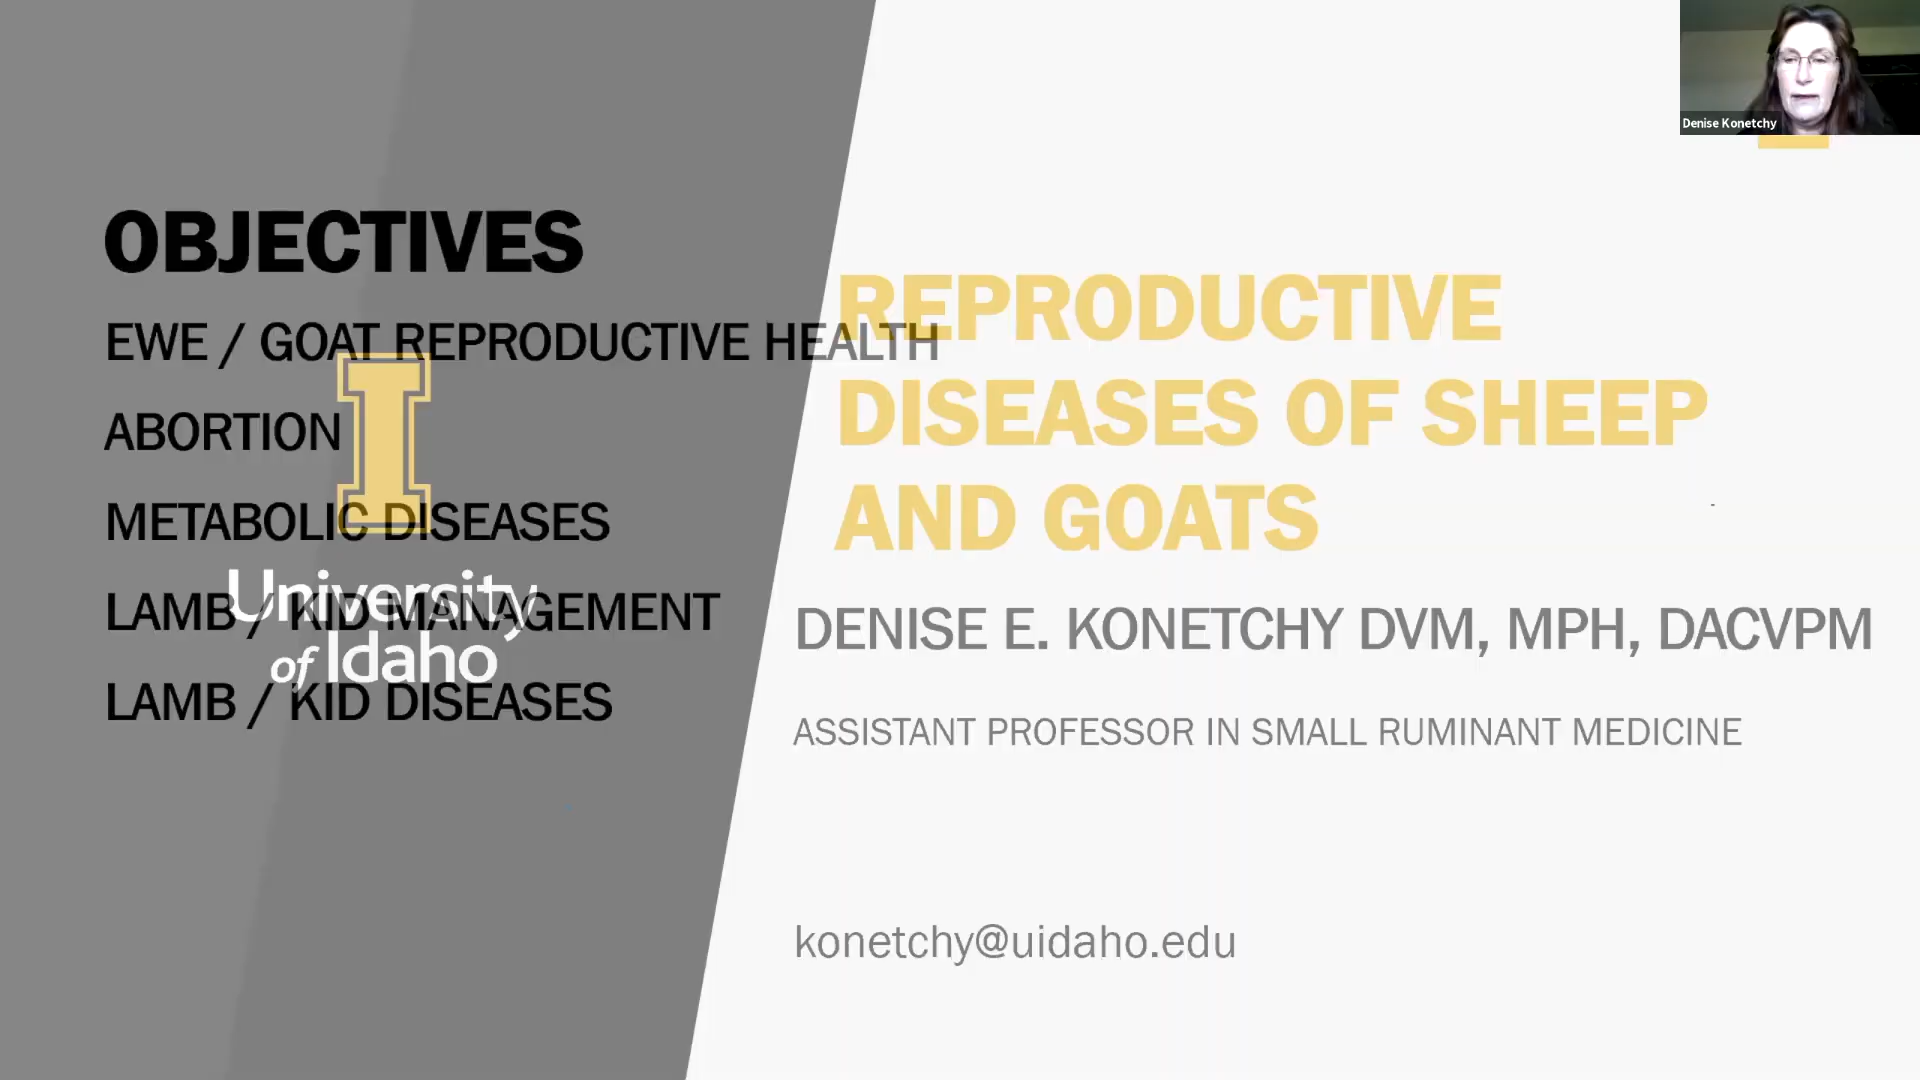 OBJECTIVES
EWE / GOAT REPRODUCTIVE HEALTH
ABORTION
METABOLIC DISEASES
LAMB / KID MANAGEMENT
LAMB / KID DISEASES
I
University
of Idaho
REPRODUCTIVE
DISEASES OF SHEEP
AND GOATS
DENISE E. KONETCHY DVM, MPH, DACVPM
ASSISTANT PROFESSOR IN SMALL RUMINANT MEDICINE
konetchy@uidaho.edu
Denise Konetchy